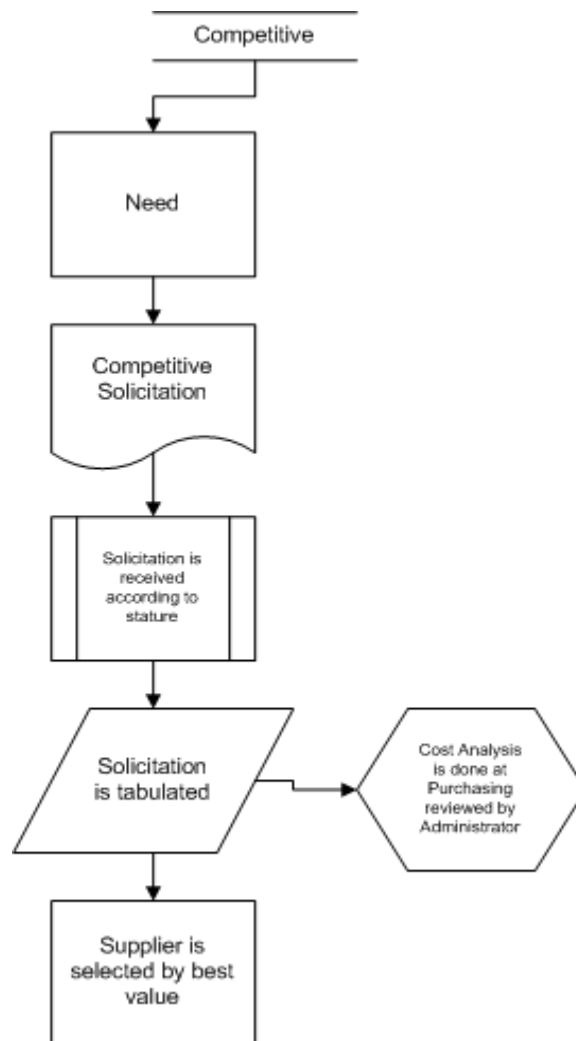 Competitive
Need
Competitive
Solicitation
Solicitation is
received
according to
stature
Solicitation
is tabulated
Cost Analysis
is done at
Purchasing
reviewed by
Administrator
Supplier is
selected by best
value